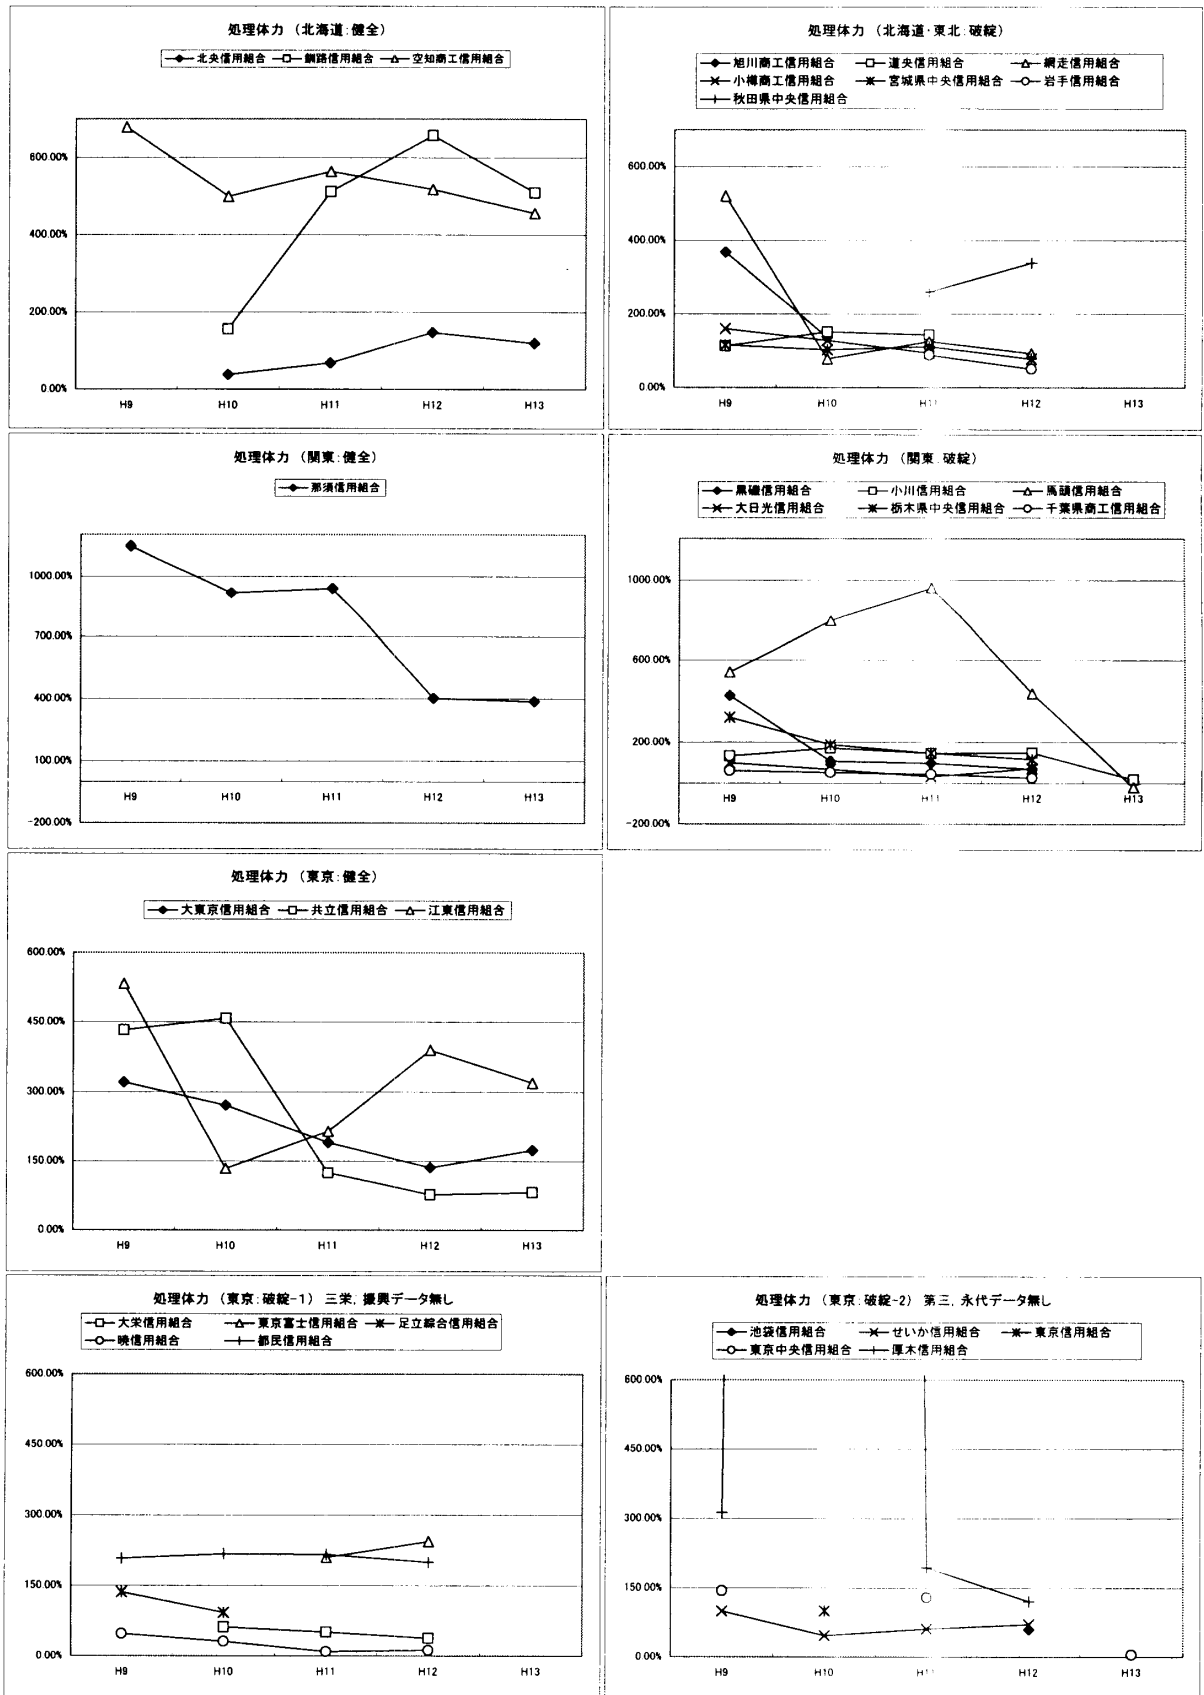 処理体力 (北海道:健全)
北央信用組合 釧路信用組合 空知商工信用組合
600.00%
400.00%
200.00%
0.00%
H9 H10 H11 H12 H13
処理体力 (北海道・東北:破綻)
旭川商工信用組合 道央信用組合 網走信用組合
小樽商工信用組合 宮城県中央信用組合 岩手信用組合
秋田県中央信用組合
600.00%
400.00%
200.00%
0.00%
H9 H10 H11 H12 H13
処理体力 (関東:健全)
那須信用組合
1000.00%
700.00%
400.00%
100.00%
-200.00%
H9 H10 H11 H12 H13
処理体力 (関東:破綻)
黒磯信用組合 小川信用組合 馬頭信用組合
大日光信用組合 栃木県中央信用組合 千葉県商工信用組合
1000.00%
600.00%
200.00%
-200.00%
H9 H10 H11 H12 H13
処理体力 (東京:健全)
大東京信用組合 共立信用組合 江東信用組合
600.00%
450.00%
300.00%
150.00%
0.00%
H9 H10 H11 H12 H13
処理体力 (東京:破綻-1) 三栄,振興データ無し
大栄信用組合 東京富士信用組合 足立綜合信用組合
暁信用組合 都民信用組合
600.00%
450.00%
300.00%
150.00%
0.00%
H9 H10 H11 H12 H13
処理体力 (東京:破綻-2) 第三,永代データ無し
池袋信用組合 せいか信用組合 東京信用組合
東京中央信用組合 厚木信用組合
600.00%
450.00%
300.00%
150.00%
0.00%
H9 H10 H11 H12 H13